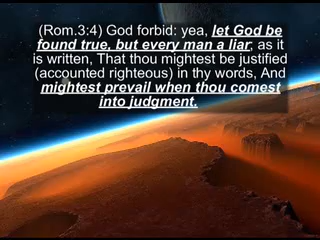 (Rom.3:4) God forbid: yea, let God be
found true, but every man a liar; as it
is written, That thou mightest be justified
(accounted righteous) in thy words, And
mightest prevail when thou comest
into judgment.